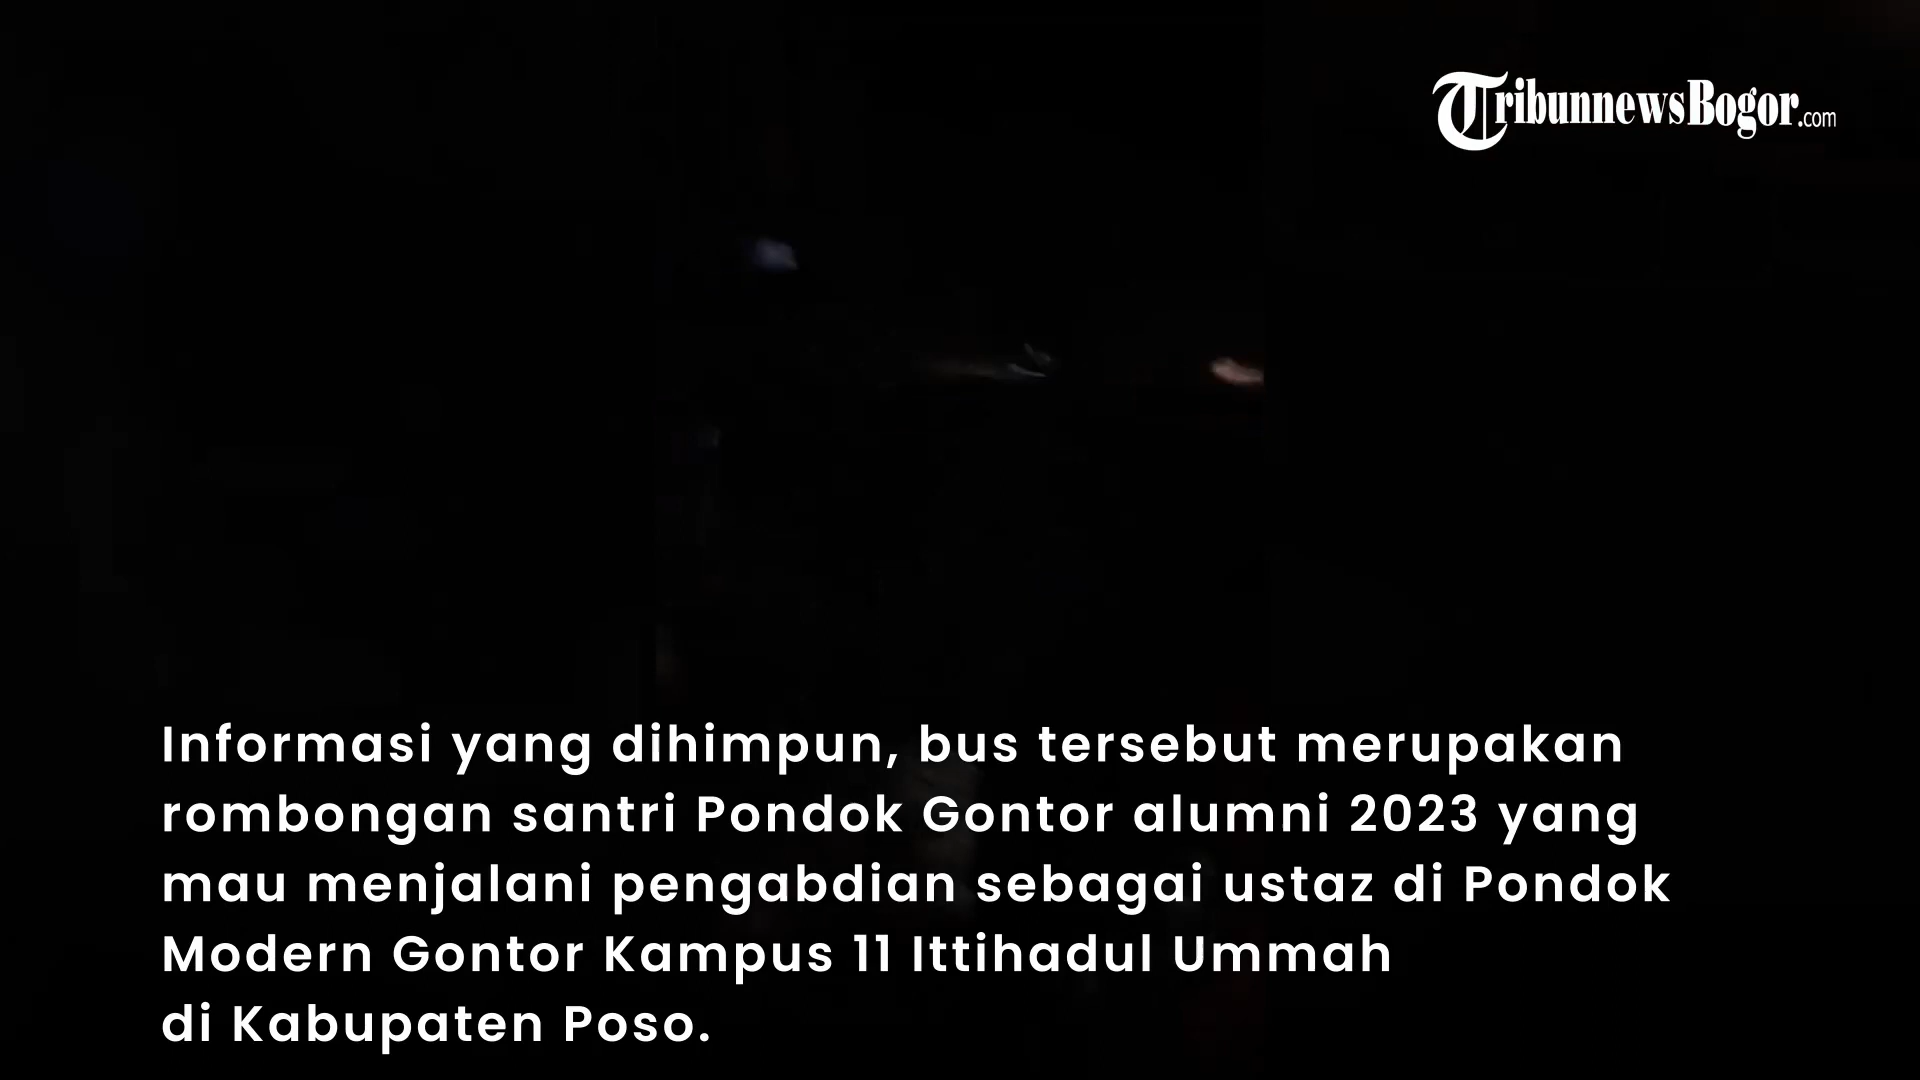 TribunnewsBogor.com
Informasi yang dihimpun, bus tersebut merupakan
rombongan santri Pondok Gontor alumni 2023 yang
mau menjalani pengabdian sebagai ustaz di Pondok
Modern Gontor Kampus 11 Ittihadul Ummah
di Kabupaten Poso.